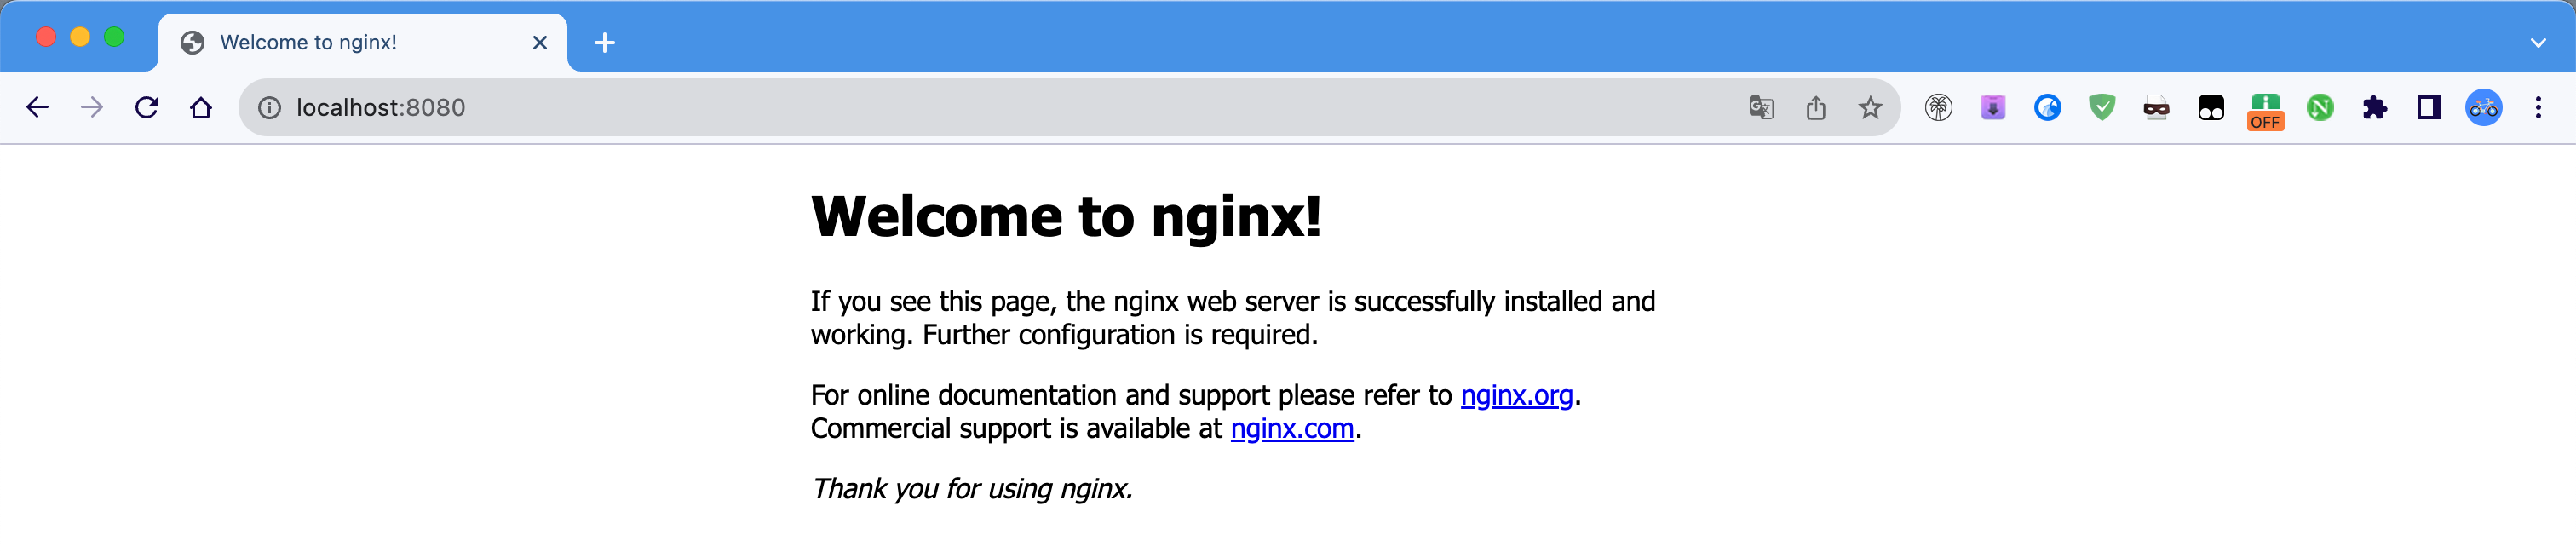 Welcome to nginx!
localhost:8080
OFF
Welcome to nginx!
If you see this page, the nginx web server is successfully installed and
working. Further configuration is required.
For online documentation and support please refer to nginx.org.
Commercial support is available at nginx.com.
Thank you for using nginx.